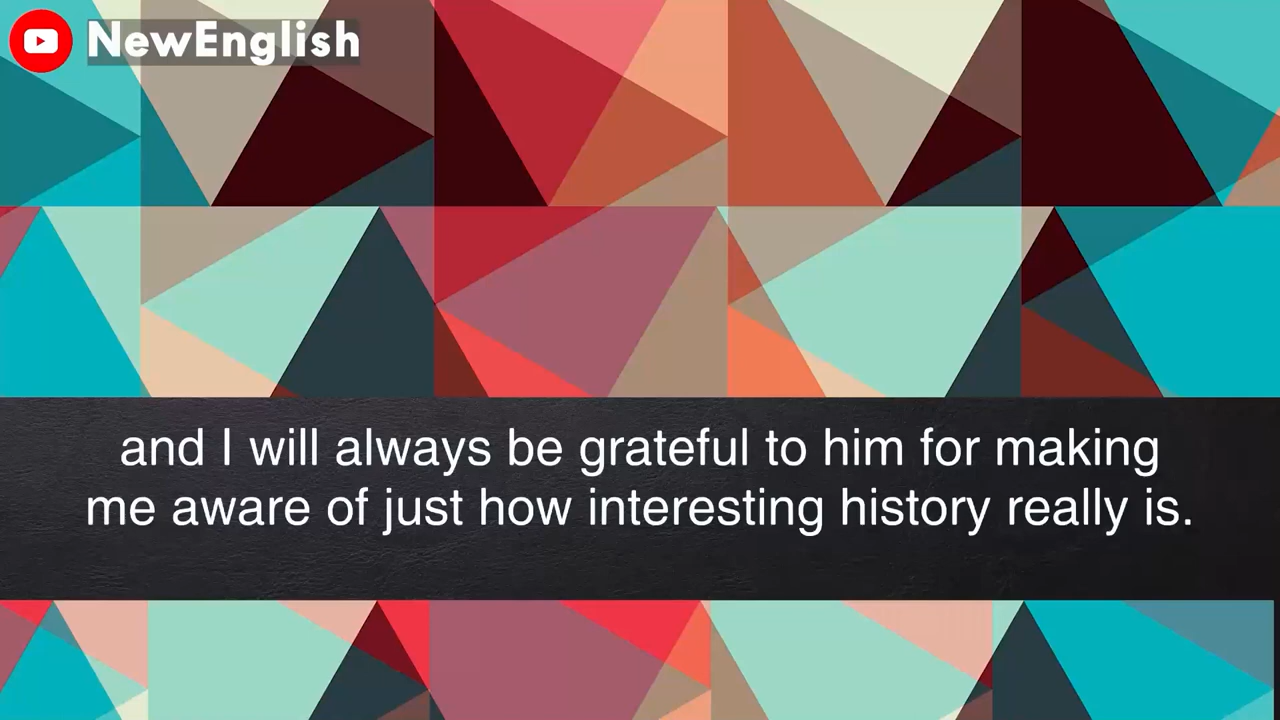 NewEnglish
and I will always be grateful to him for making
me aware of just how interesting history really is.